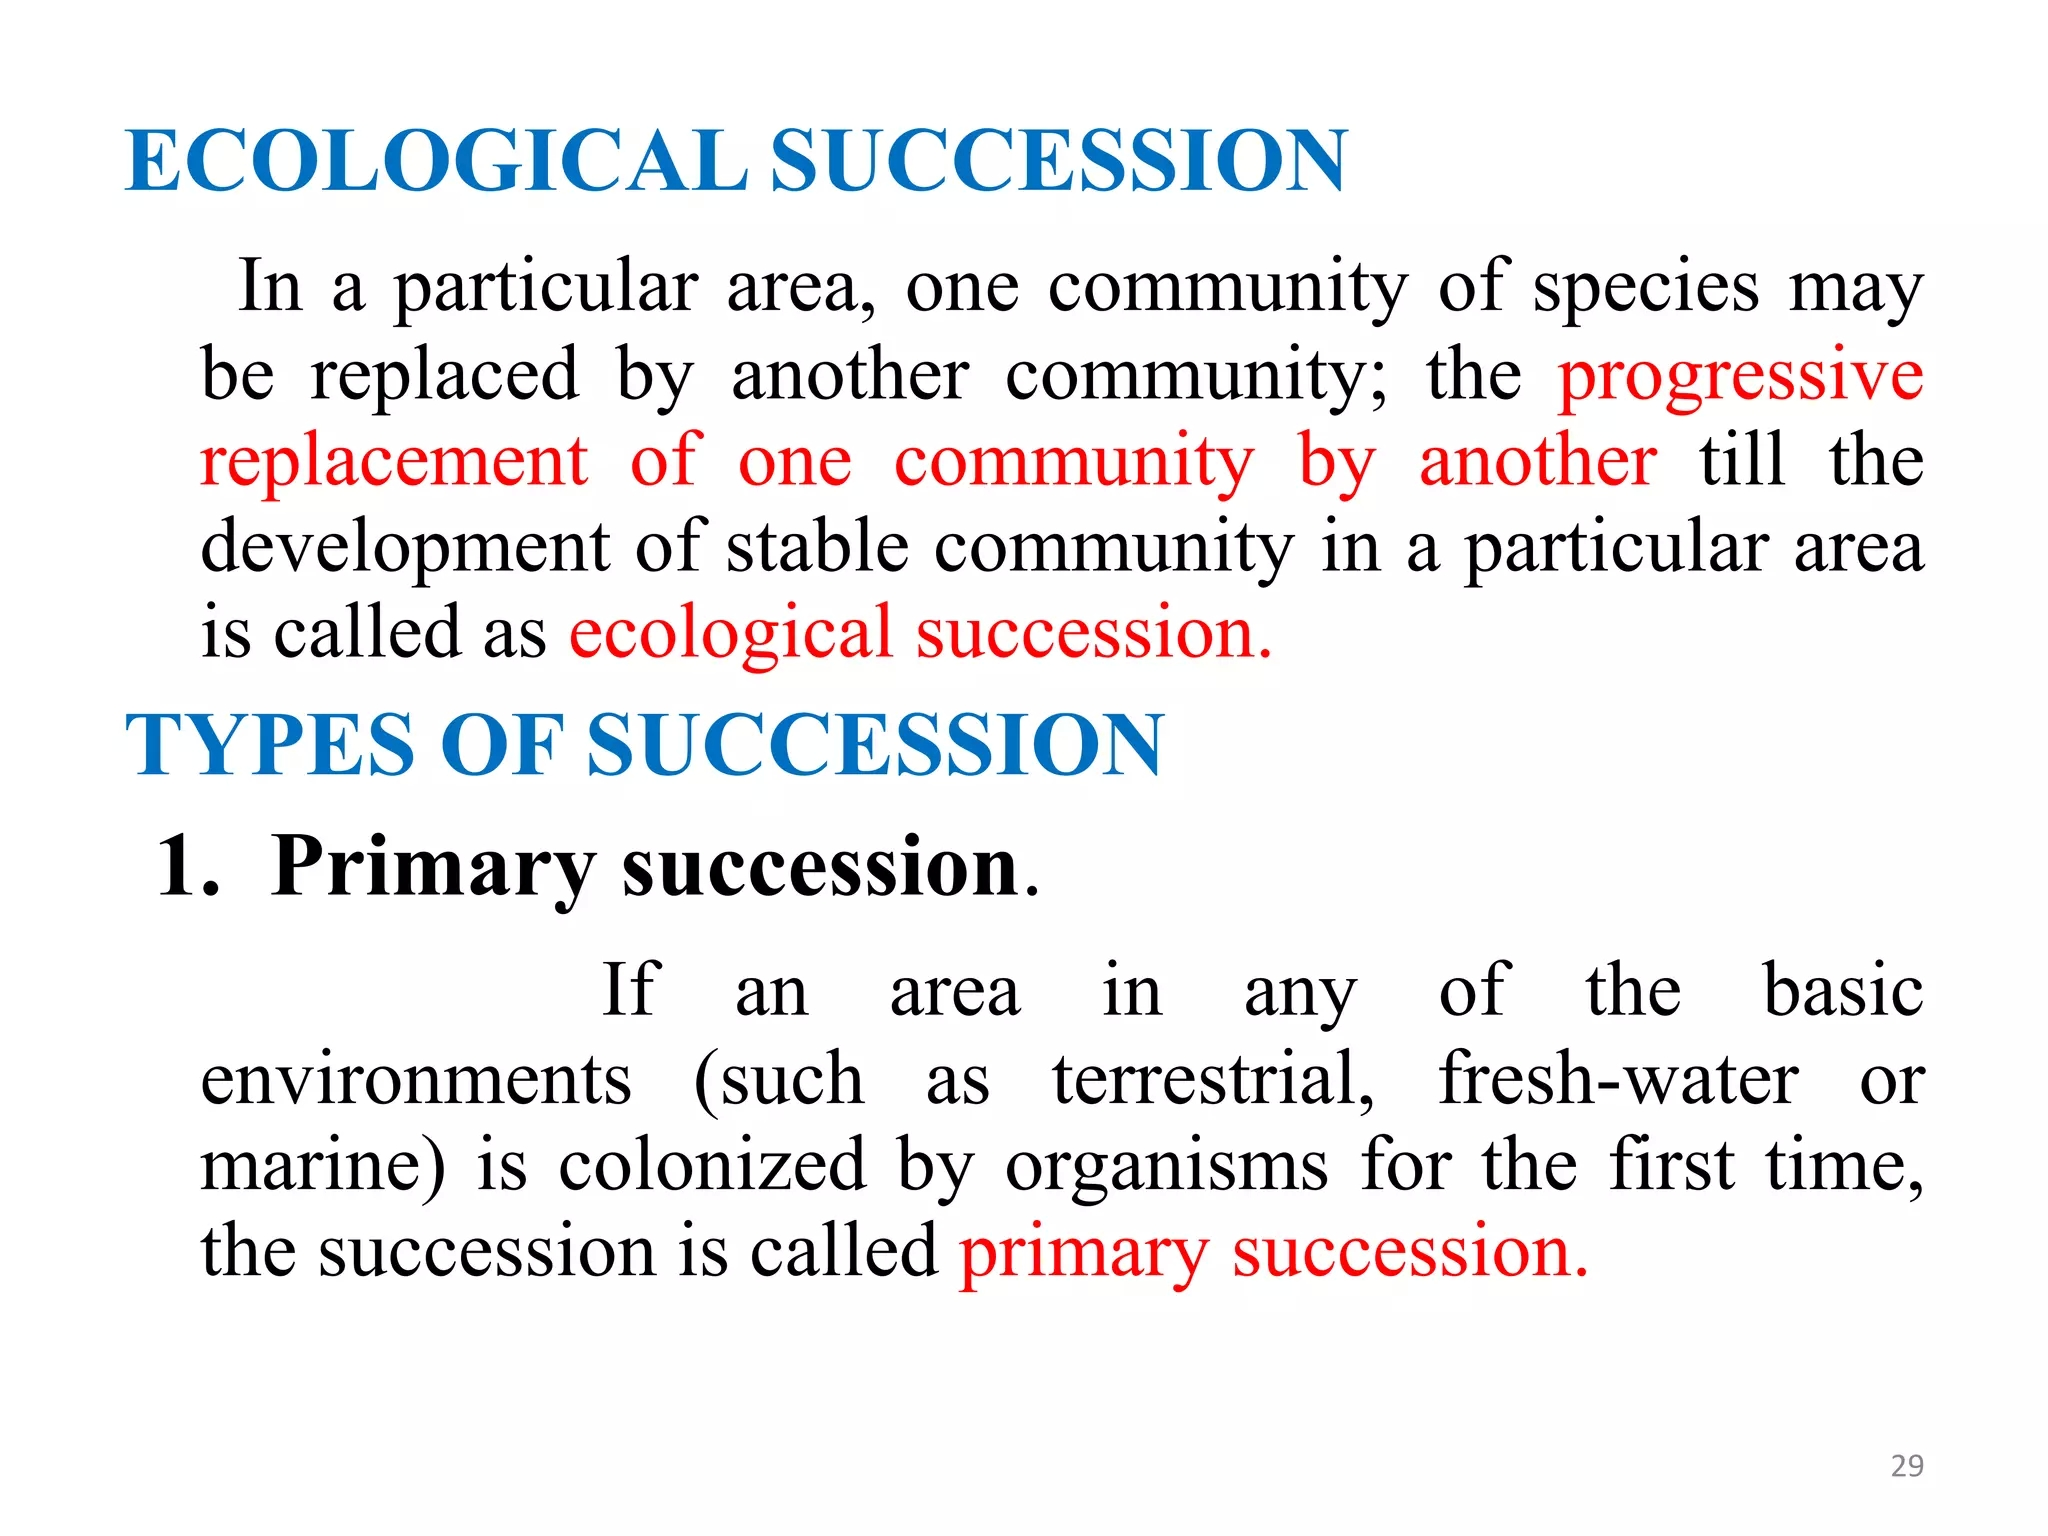 ECOLOGICAL SUCCESSION
In a particular area, one community of species may
be replaced by another community; the progressive
replacement of one community by another till the
development of stable community in a particular area
is called as ecological succession.
TYPES OF SUCCESSION
1. Primary succession.
If an area in any of the basic
environments (such as terrestrial, fresh-water or
marine) is colonized by organisms for the first time,
the succession is called primary succession.
29